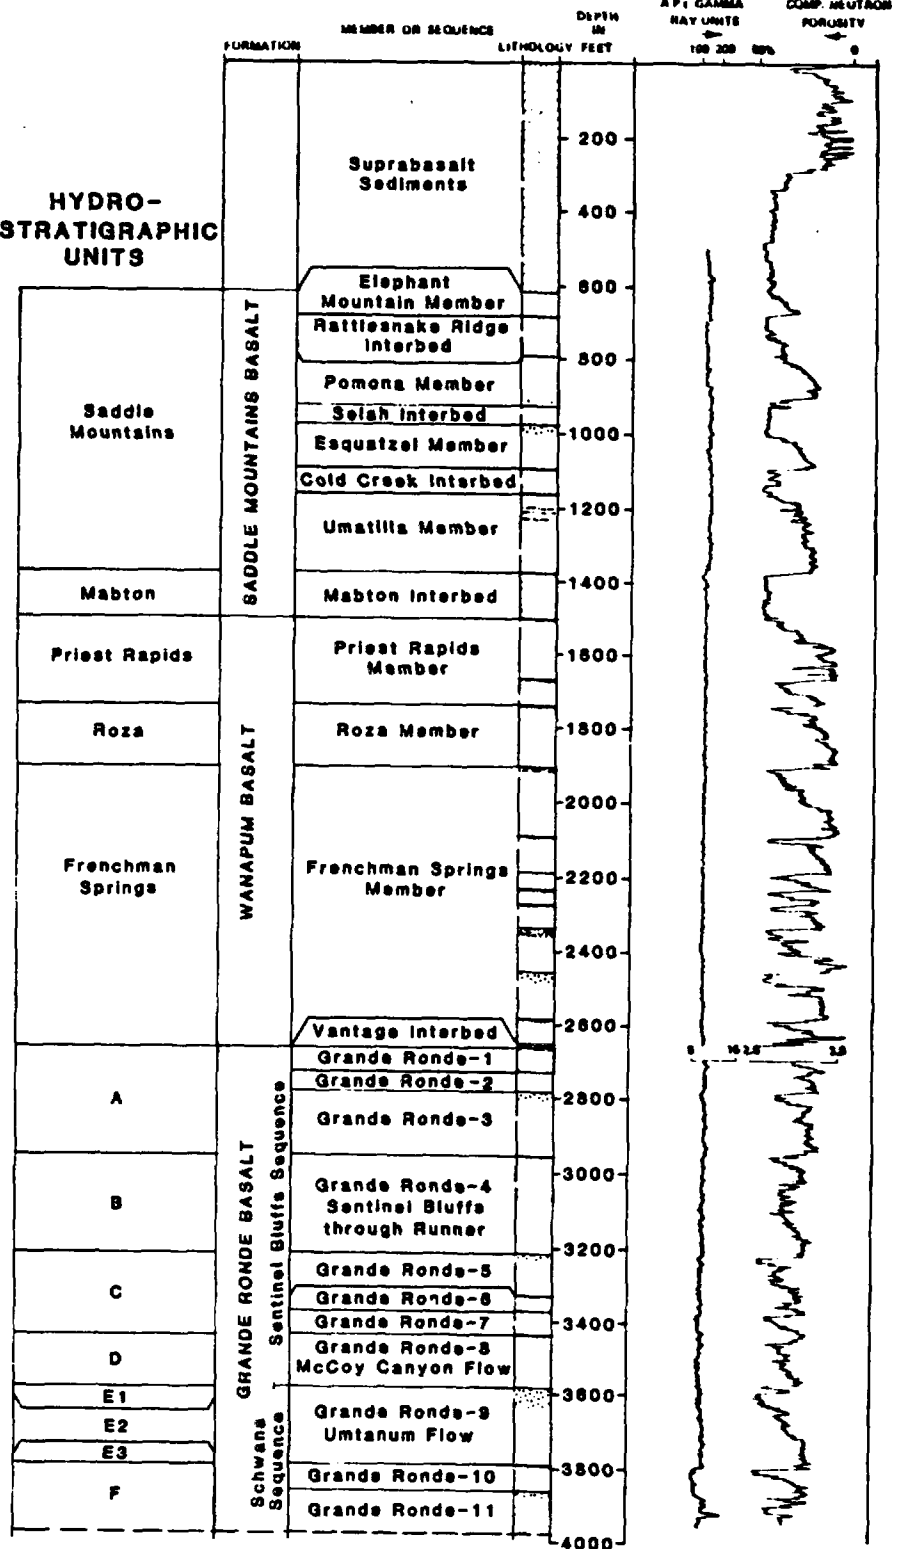 FORMATION
MEMBER OR SEQUENCE
LITHOLOGY
DEPTH
IN
FEET
API GAMMA
RAY UNITS
100 200
COMP. NEUTRON
POROSITY
0
HYDRO-
STRATIGRAPHIC
UNITS
Saddle
Mountains
Mabton
Priest Rapids
Roza
Frenchman
Springs
A
B
C
D
E1
E2
E3
F
SADDLE MOUNTAINS BASALT
WANAPUM BASALT
GRANDE RONDE BASALT
Sentinel Bluffs Sequence
Schwana
Sequence
Suprabasalt
Sediments
Elephant
Mountain Member
Rattlesnake Ridge
Interbed
Pomona Member
Selah Interbed
Esquatzel Member
Cold Creek Interbed
Umatilla Member
Mabton Interbed
Priest Rapids
Member
Roza Member
Frenchman Springs
Member
Vantage Interbed
Grande Ronde-1
Grande Ronde-2
Grande Ronde-3
Grande Ronde-4
Sentinel Bluffs
through Runner
Grande Ronde-5
Grande Ronde-6
Grande Ronde-7
Grande Ronde-8
McCoy Canyon Flow
Grande Ronde-9
Umtanum Flow
Grande Ronde-10
Grande Ronde-11
200
400
600
800
1000
1200
1400
1600
1800
2000
2200
2400
2600
2800
3000
3200
3400
3600
3800
4000